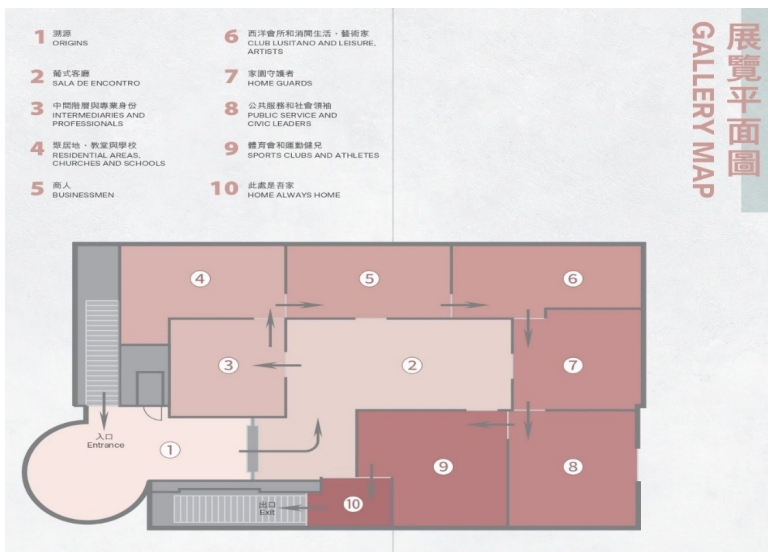 展覽平面圖
GALLERY MAP
1 溯源
ORIGINS
2 葡式客廳
SALA DE ENCONTRO
3 中間階層與專業身份
INTERMEDIARIES AND
PROFESSIONALS
4 聚居地、教堂與學校
RESIDENTIAL AREAS,
CHURCHES AND SCHOOLS
5 商人
BUSINESSMEN
6 西洋會所和消閒生活、藝術家
CLUB LUSITANO AND LEISURE,
ARTISTS
7 家園守護者
HOME GUARDS
8 公共服務和社會領袖
PUBLIC SERVICE AND
CIVIC LEADERS
9 體育會和運動健兒
SPORTS CLUBS AND ATHLETES
10 此處是吾家
HOME ALWAYS HOME
4
5
6
3
2
7
入口
Entrance
1
9
8
出口
Exit
10